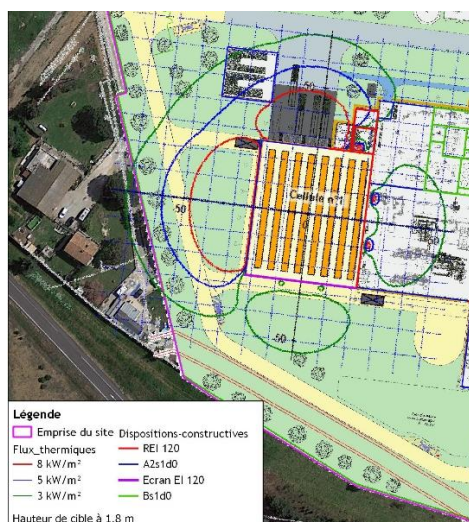 50
Cellule n°1
50
0
50
Légende
Emprise du site
Flux_thermiques
8 kW/m²
5 kW/m²
3 kW/m²
Dispositions-constructives
REI 120
A2s1d0
Ecran EI 120
Bs1d0
Hauteur de cible à 1.8 m